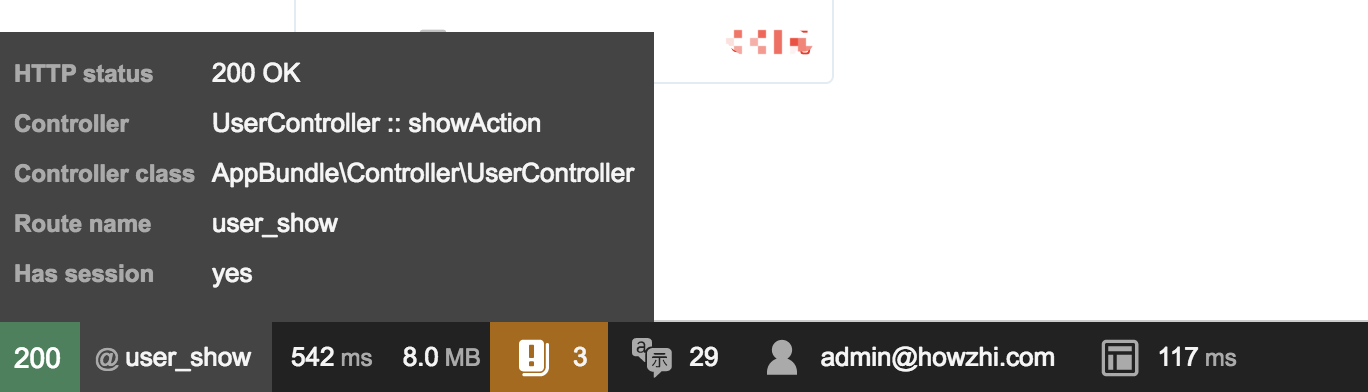 HTTP status 200 OK
Controller UserController :: showAction
Controller class AppBundle\Controller\UserController
Route name user_show
Has session yes
200 @ user_show 542 ms 8.0 MB 3 29 admin@howzhi.com 117 ms